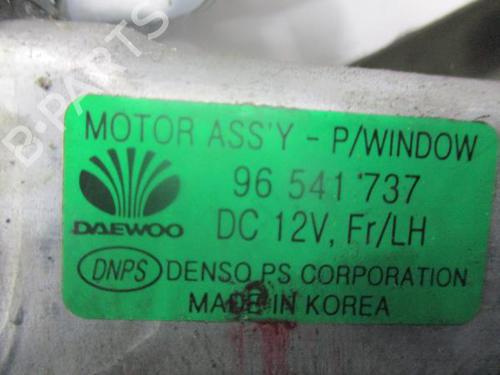 B-PARTS
MOTOR ASS'Y - P/WINDOW
96 541 737
DAEWOO
DC 12V, Fr/LH
DNPS
DENSO PS CORPORATION
MADE IN KOREA